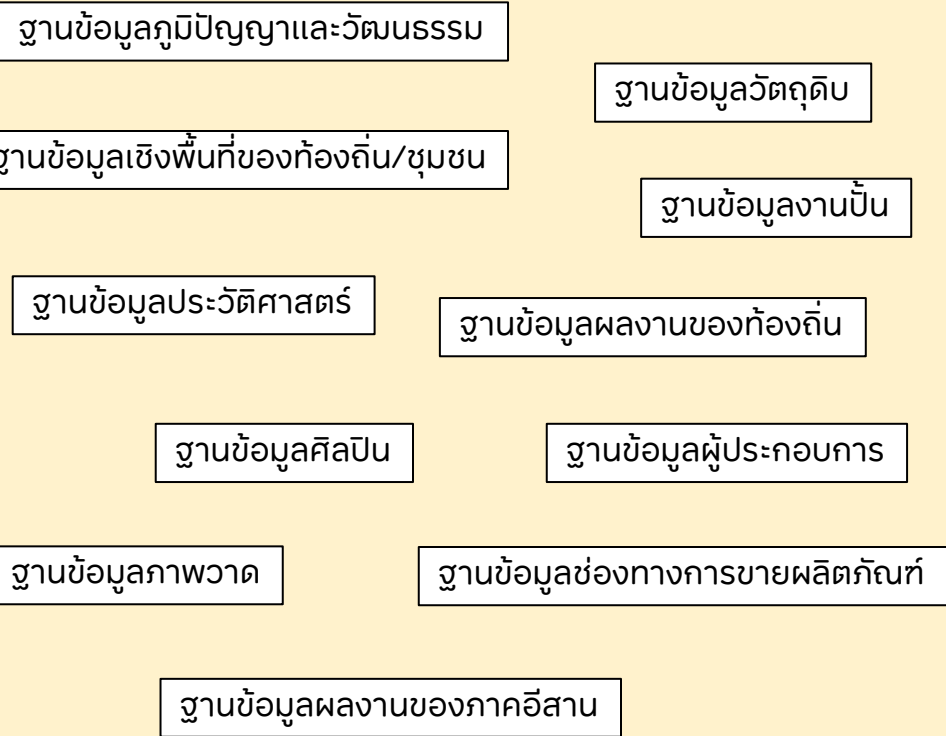 ฐานข้อมูลภูมิปัญญาและวัฒนธรรม
ฐานข้อมูลวัตถุดิบ
ฐานข้อมูลเชิงพื้นที่ของท้องถิ่น/ชุมชน
ฐานข้อมูลงานปั้น
ฐานข้อมูลประวัติศาสตร์
ฐานข้อมูลผลงานของท้องถิ่น
ฐานข้อมูลศิลปิน
ฐานข้อมูลผู้ประกอบการ
ฐานข้อมูลภาพวาด
ฐานข้อมูลช่องทางการขายผลิตภัณฑ์
ฐานข้อมูลผลงานของภาคอีสาน